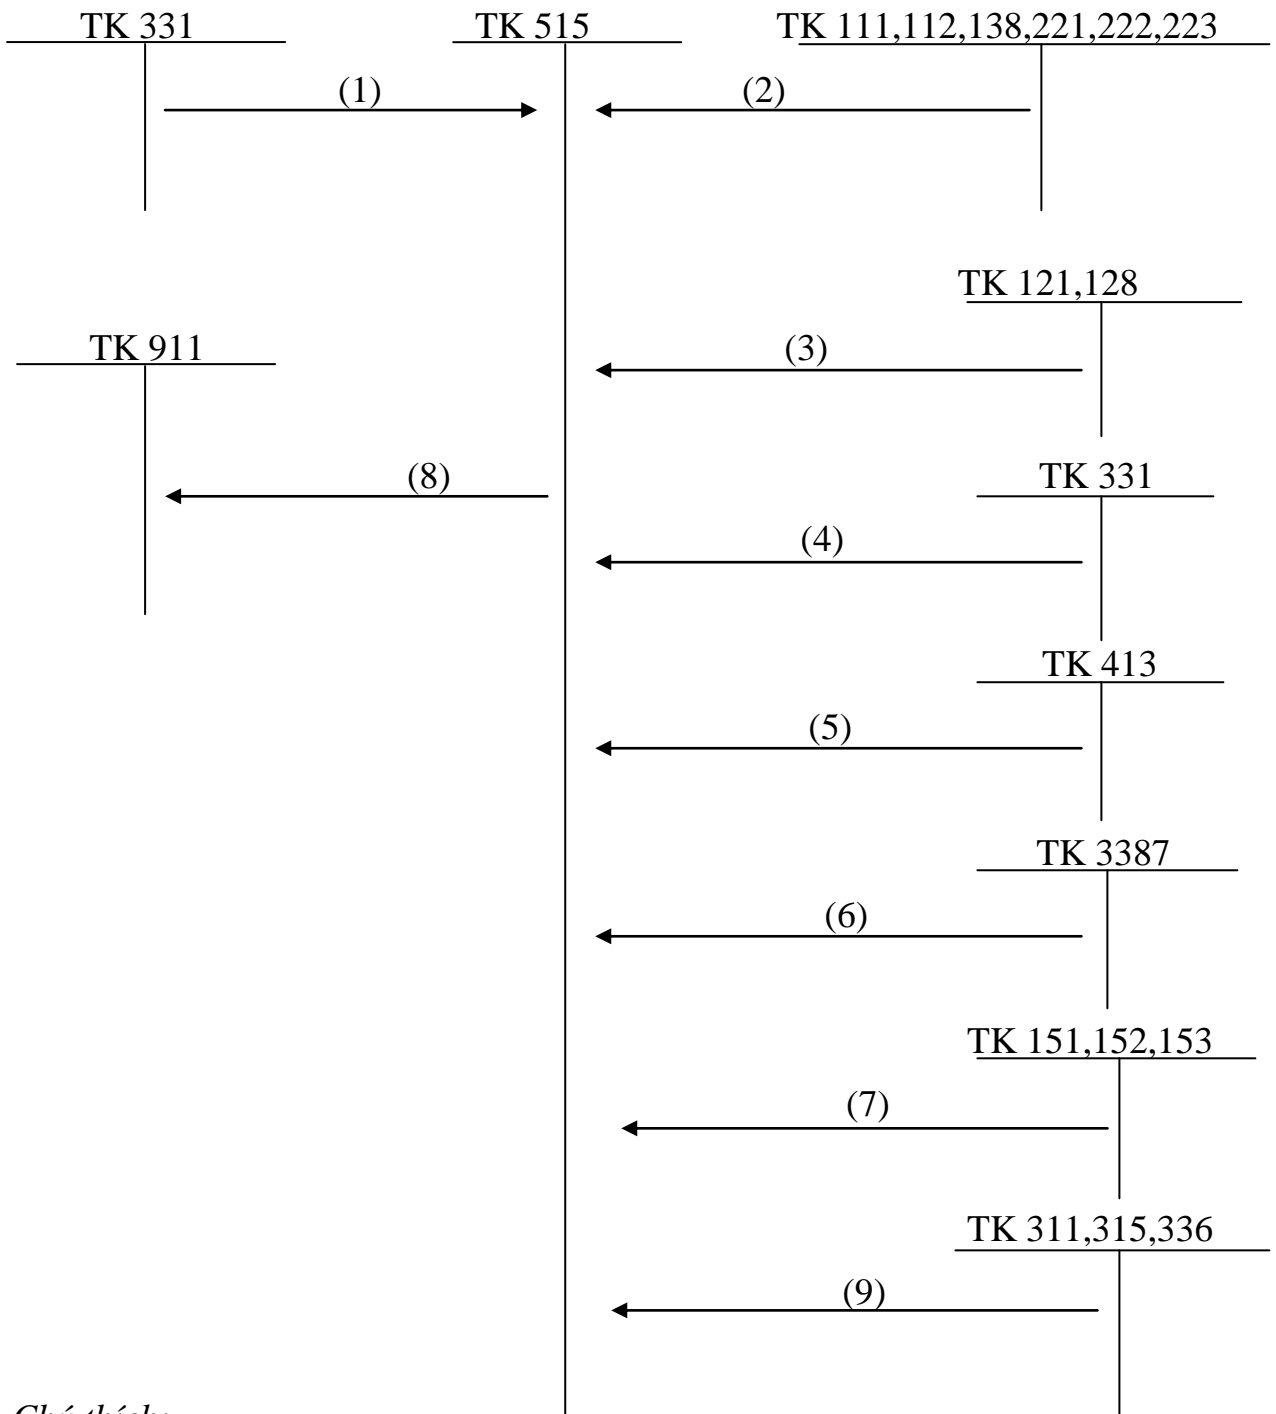 TK 331 TK 515 TK 111,112,138,221,222,223
(1) (2)
TK 121,128
TK 911 (3)
(8) TK 331
(4)
TK 413
(5)
TK 3387
(6)
TK 151,152,153
(7)
TK 311,315,336
(9)